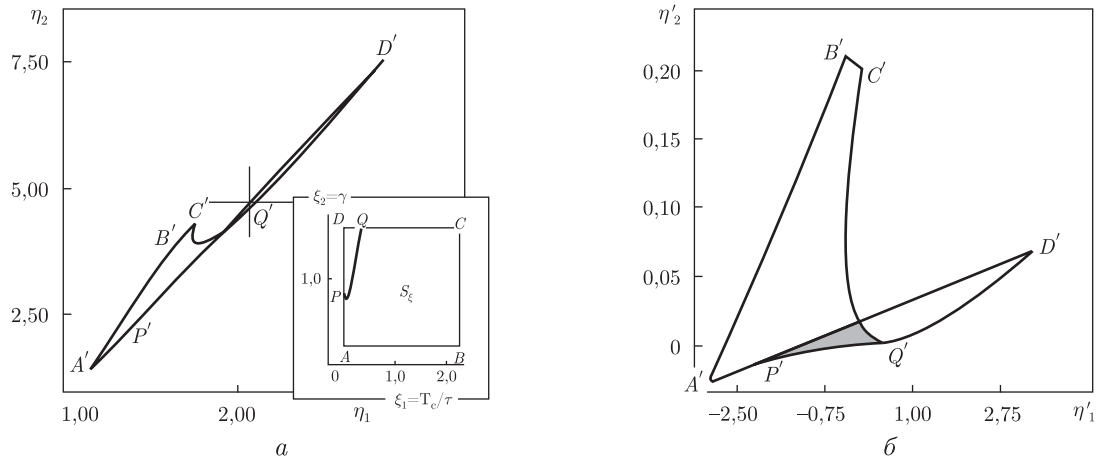 η₂
7,50
5,00
2,50
1,00
2,00
η₁
A′
B′
C′
D′
P′
Q′
ξ₂=γ
D Q C
1,0
P
S_ξ
A B
0 1,0 2,0
ξ₁=T_c/τ
а
η′₂
0,20
0,15
0,10
0,05
0
−2,50 −0,75 1,00 2,75 η′₁
A′
B′
C′
D′
P′
Q′
б